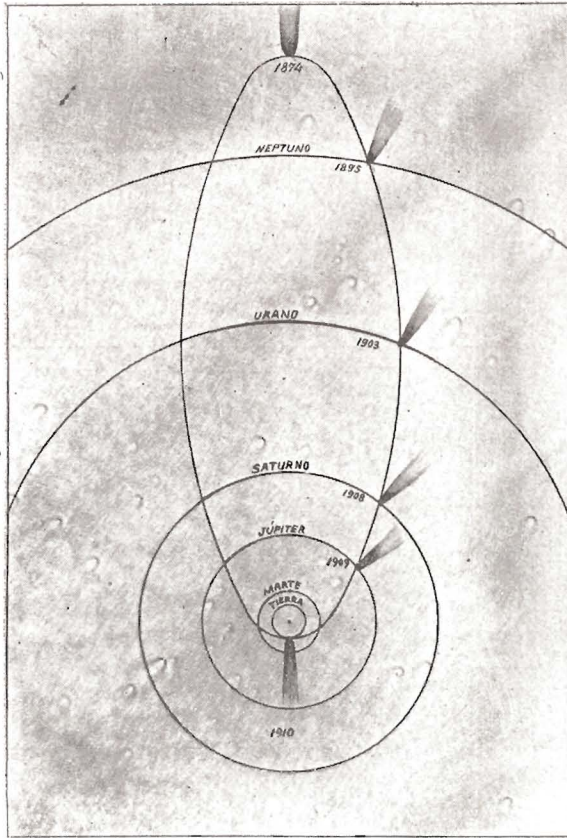 1874
NEPTUNO
1895
URANO
1903
SATURNO
1908
JÚPITER
1909
MARTE
TIERRA
1910